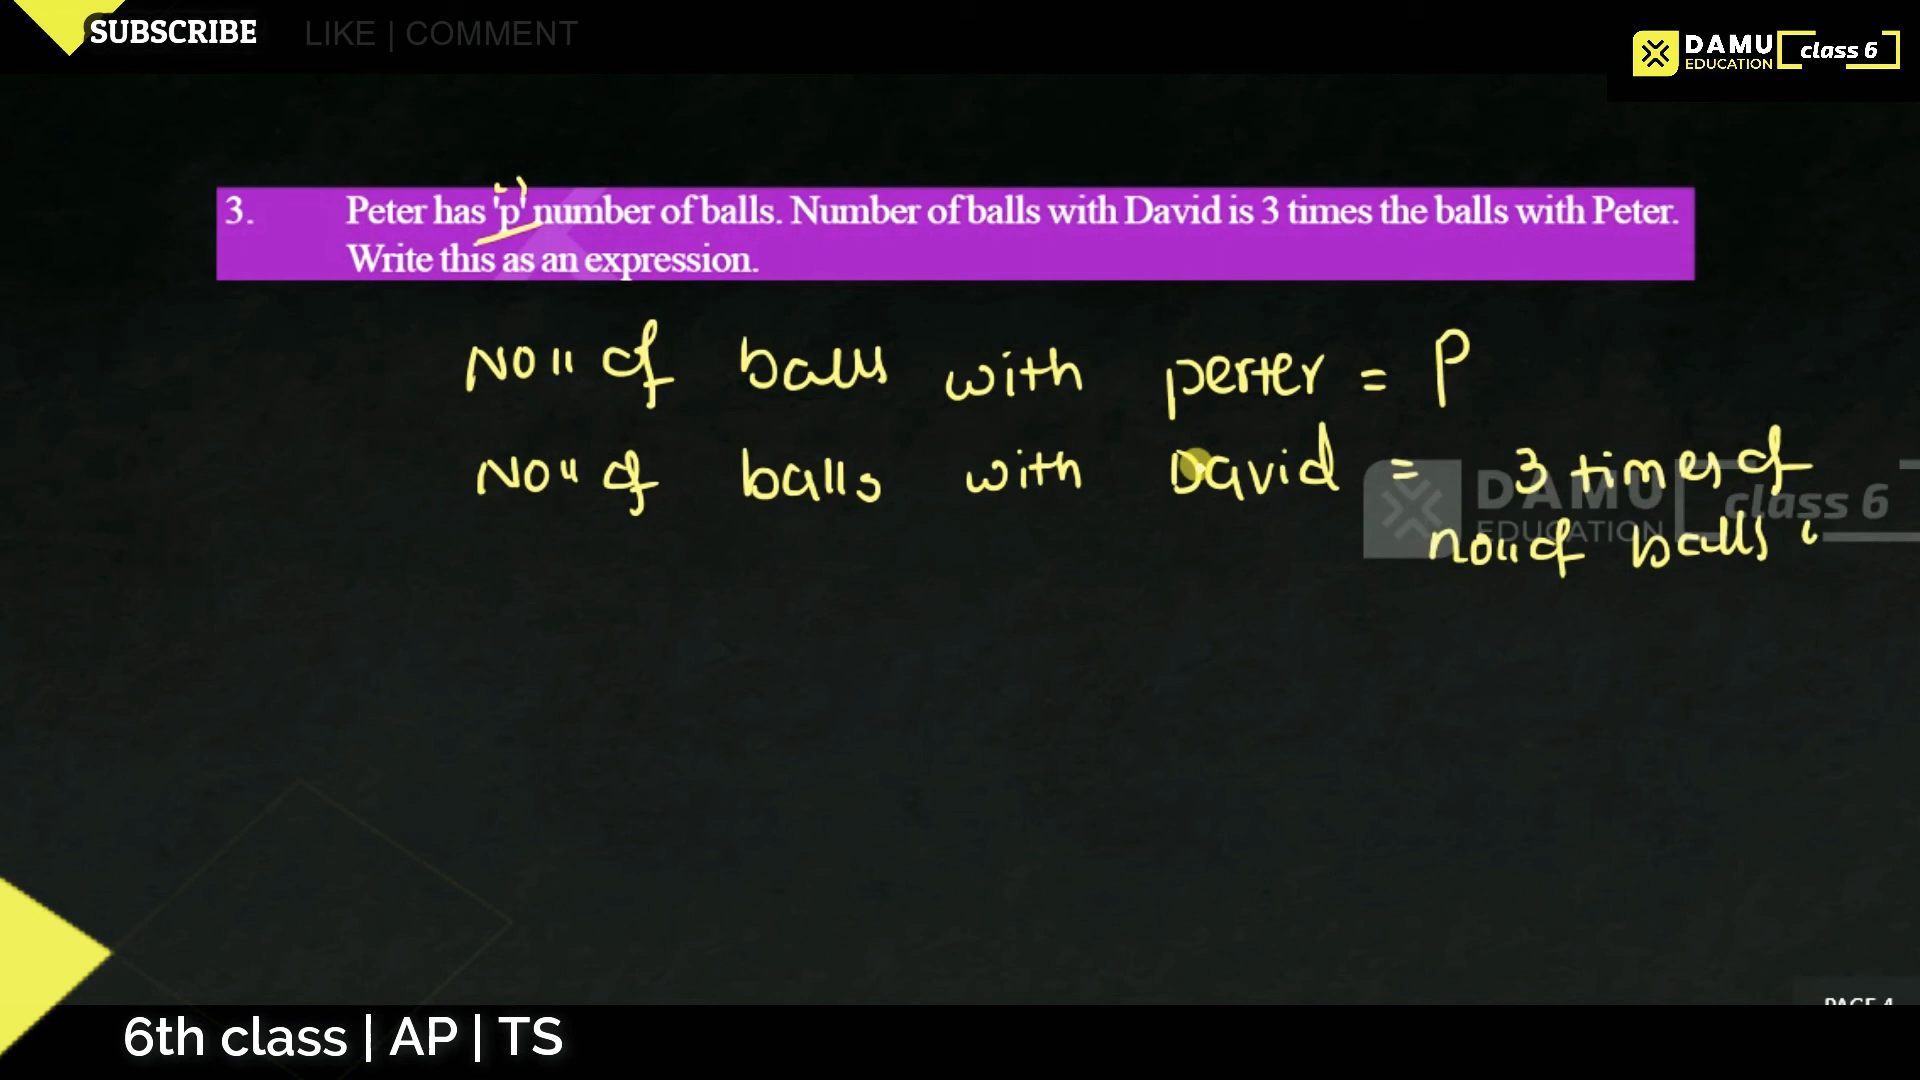 SUBSCRIBE LIKE | COMMENT
DAMU EDUCATION class 6
3. Peter has 'p' number of balls. Number of balls with David is 3 times the balls with Peter.
Write this as an expression.
No" of balls with perter = P
No" of balls with David = 3 times of
DAMU EDUCATION class 6
no" of balls
PAGE 4
6th class | AP | TS